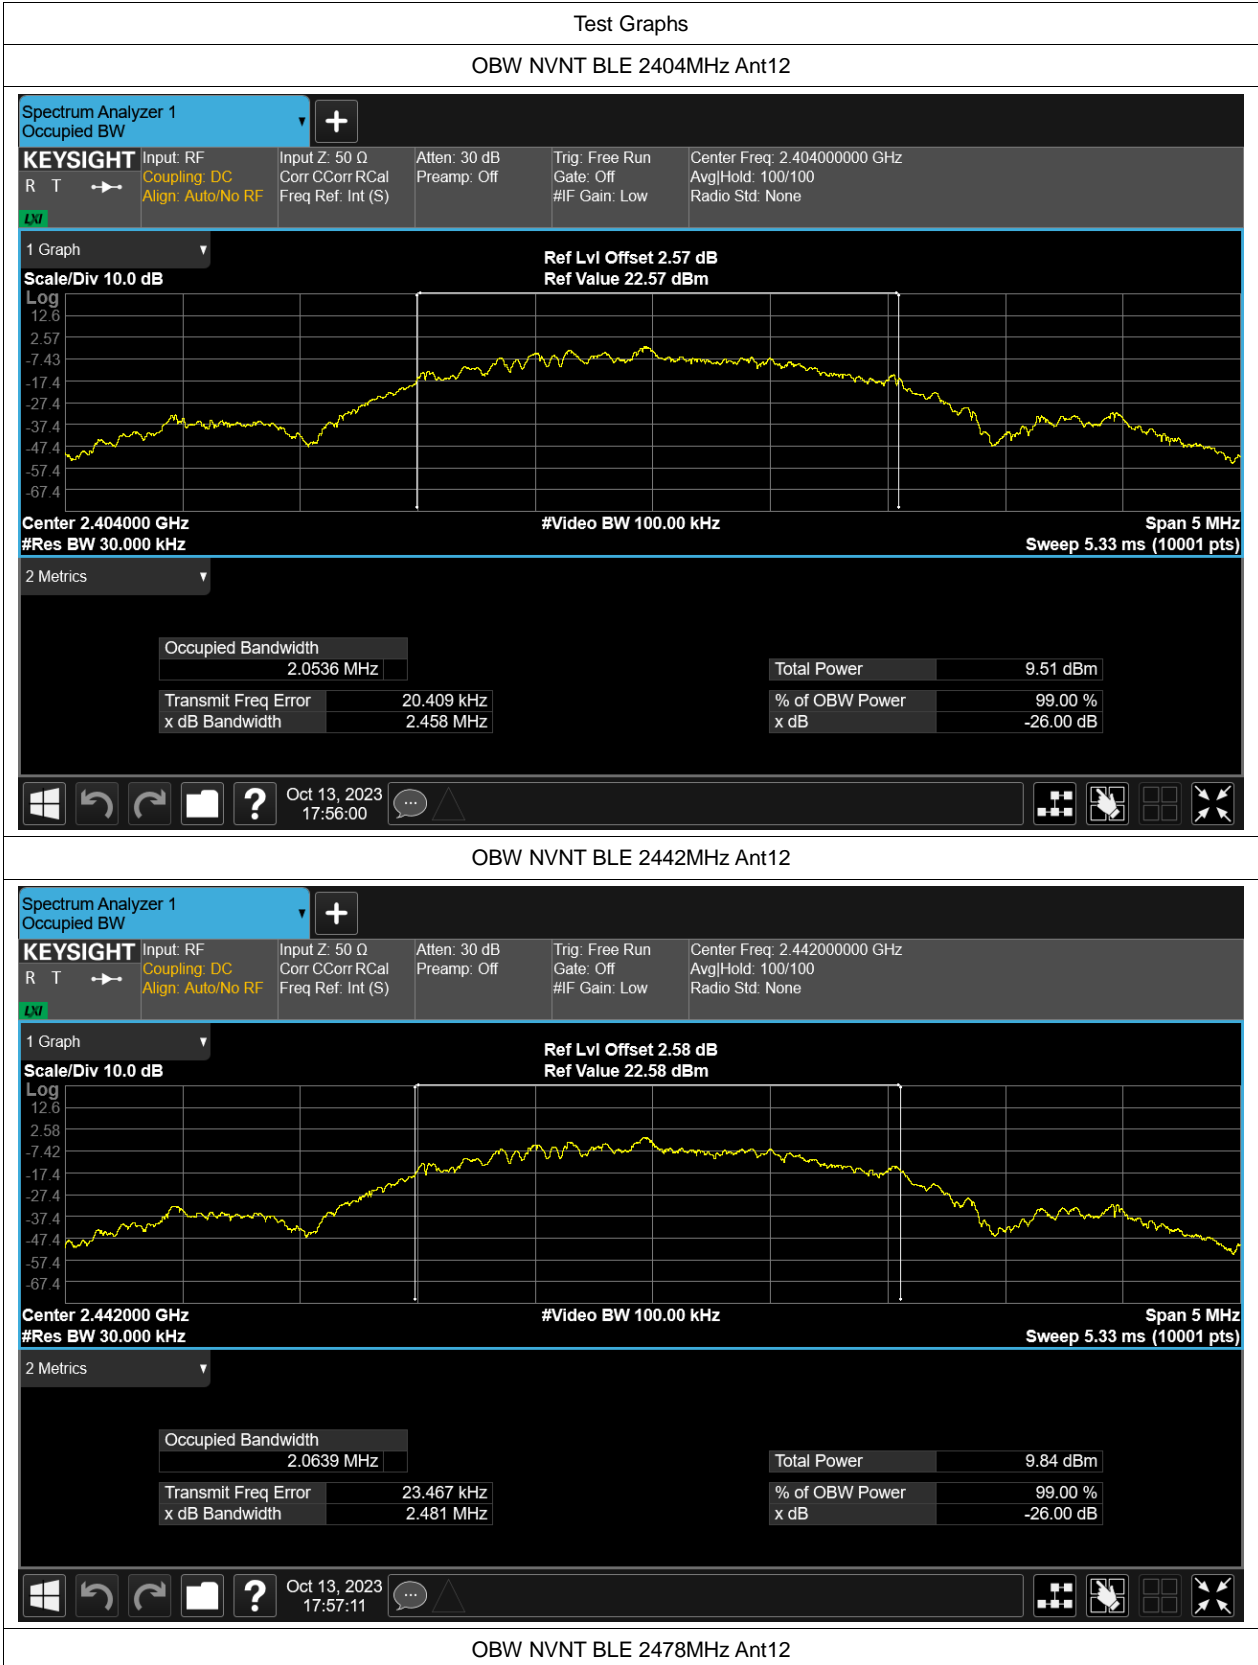 Test Graphs
OBW NVNT BLE 2404MHz Ant12
Spectrum Analyzer 1
Occupied BW
KEYSIGHT
R T
LXI
Input: RF
Coupling: DC
Align: Auto/No RF
Input Z: 50 Ω
Corr CCorr RCal
Freq Ref: Int (S)
Atten: 30 dB
Preamp: Off
Trig: Free Run
Gate: Off
#IF Gain: Low
Center Freq: 2.404000000 GHz
Avg|Hold: 100/100
Radio Std: None
1 Graph
Scale/Div 10.0 dB
Ref Lvl Offset 2.57 dB
Ref Value 22.57 dBm
Log
12.6
2.57
-7.43
-17.4
-27.4
-37.4
-47.4
-57.4
-67.4
Center 2.404000 GHz
#Video BW 100.00 kHz
Span 5 MHz
#Res BW 30.000 kHz
Sweep 5.33 ms (10001 pts)
2 Metrics
Occupied Bandwidth
2.0536 MHz
Total Power 9.51 dBm
Transmit Freq Error 20.409 kHz
% of OBW Power 99.00 %
x dB Bandwidth 2.458 MHz
x dB -26.00 dB
?
Oct 13, 2023
17:56:00
OBW NVNT BLE 2442MHz Ant12
Spectrum Analyzer 1
Occupied BW
KEYSIGHT
R T
LXI
Input: RF
Coupling: DC
Align: Auto/No RF
Input Z: 50 Ω
Corr CCorr RCal
Freq Ref: Int (S)
Atten: 30 dB
Preamp: Off
Trig: Free Run
Gate: Off
#IF Gain: Low
Center Freq: 2.442000000 GHz
Avg|Hold: 100/100
Radio Std: None
1 Graph
Scale/Div 10.0 dB
Ref Lvl Offset 2.58 dB
Ref Value 22.58 dBm
Log
12.6
2.58
-7.42
-17.4
-27.4
-37.4
-47.4
-57.4
-67.4
Center 2.442000 GHz
#Video BW 100.00 kHz
Span 5 MHz
#Res BW 30.000 kHz
Sweep 5.33 ms (10001 pts)
2 Metrics
Occupied Bandwidth
2.0639 MHz
Total Power 9.84 dBm
Transmit Freq Error 23.467 kHz
% of OBW Power 99.00 %
x dB Bandwidth 2.481 MHz
x dB -26.00 dB
?
Oct 13, 2023
17:57:11
OBW NVNT BLE 2478MHz Ant12